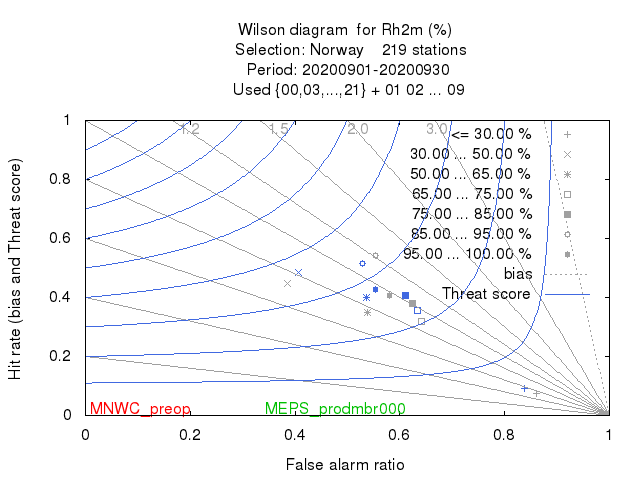 Wilson diagram for Rh2m (%)
Selection: Norway 219 stations
Period: 20200901-20200930
Used {00,03,...,21} + 01 02 ... 09
Hit rate (bias and Threat score)
1
0.8
0.6
0.4
0.2
0
1.2 1.5 2.0 3.0
<= 30.00 %
30.00 ... 50.00 %
50.00 ... 65.00 %
65.00 ... 75.00 %
75.00 ... 85.00 %
85.00 ... 95.00 %
95.00 ... 100.00 %
bias
Threat score
MNWC_preop MEPS_prodmbr000
0 0.2 0.4 0.6 0.8 1
False alarm ratio